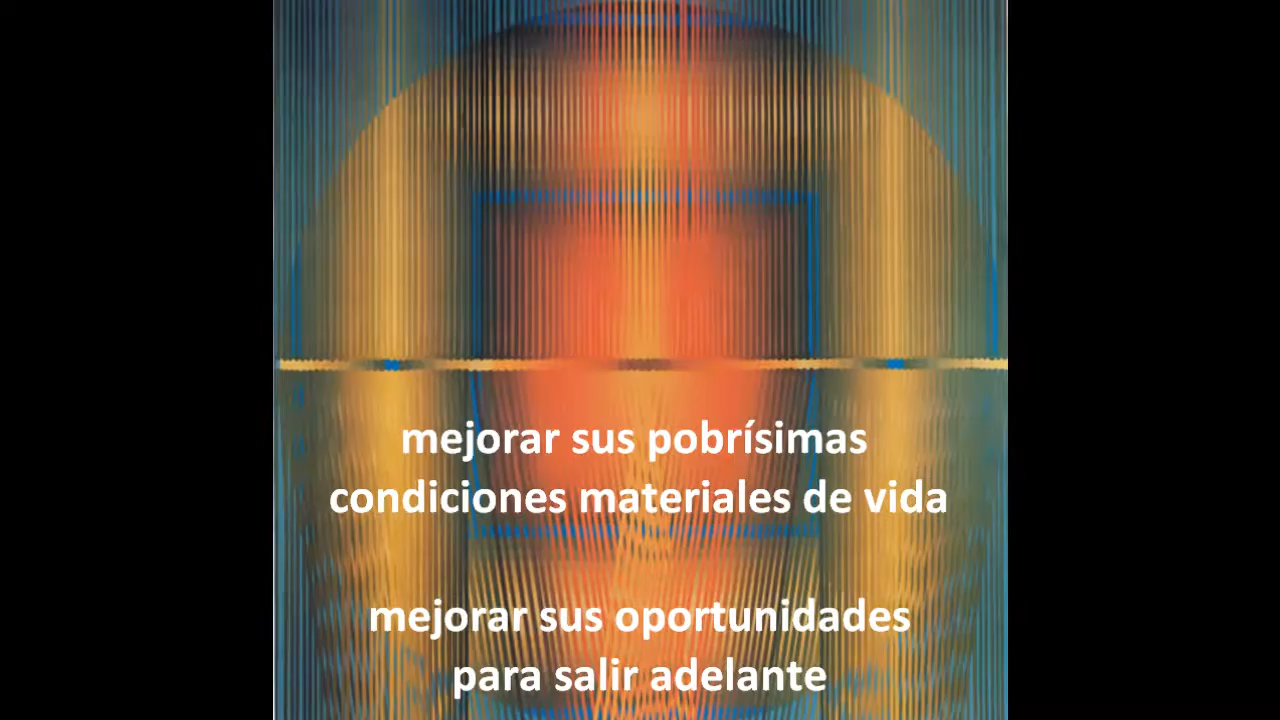 mejorar sus pobrísimas
condiciones materiales de vida
mejorar sus oportunidades
para salir adelante